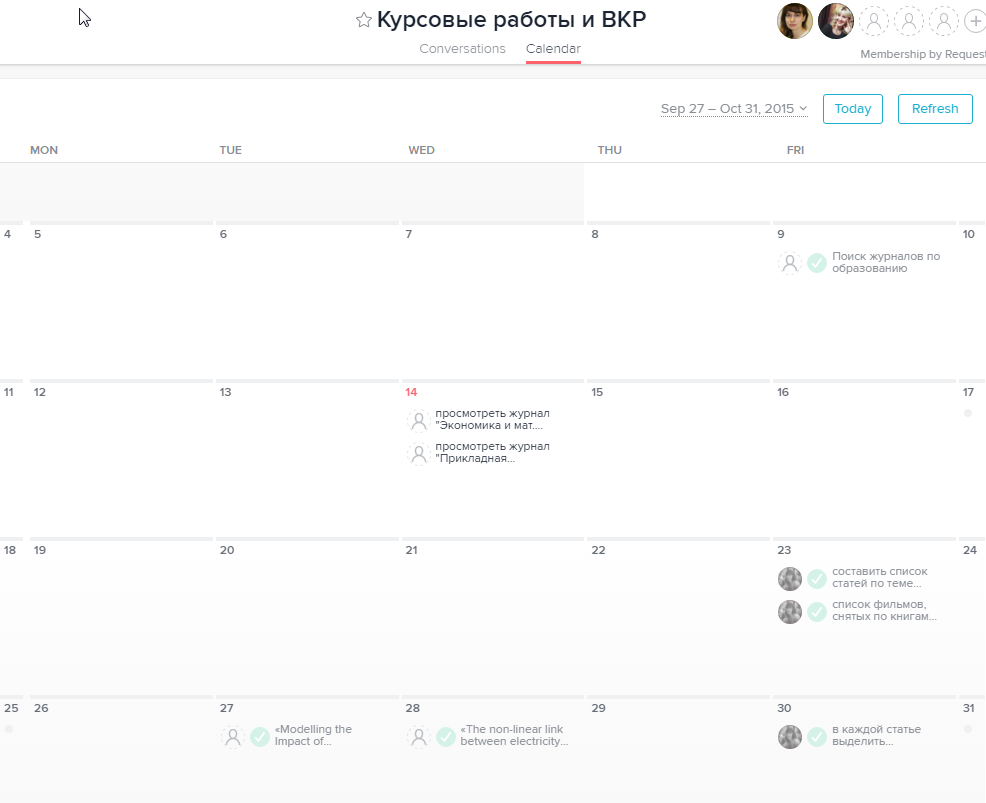 Курсовые работы и ВКР
Conversations Calendar
Membership by Request
Sep 27 – Oct 31, 2015 Today Refresh
MON TUE WED THU FRI
4 5 6 7 8 9 10
Поиск журналов по
образованию
11 12 13 14 15 16 17
просмотреть журнал
"Экономика и мат....
просмотреть журнал
"Прикладная...
18 19 20 21 22 23 24
составить список
статей по теме...
список фильмов,
снятых по книгам...
25 26 27 28 29 30 31
«Modelling the
Impact of...
«The non-linear link
between electricity...
в каждой статье
выделить...